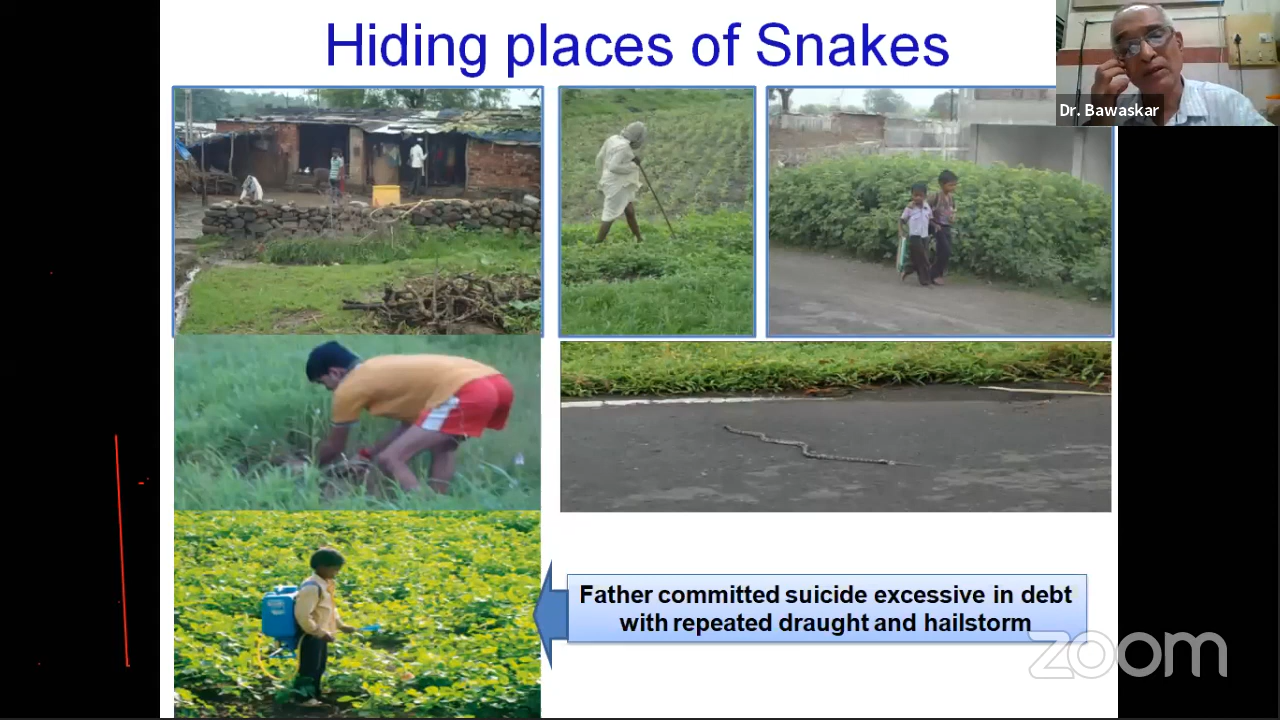 Hiding places of Snakes
Dr. Bawaskar
Father committed suicide excessive in debt
with repeated draught and hailstorm
zoom